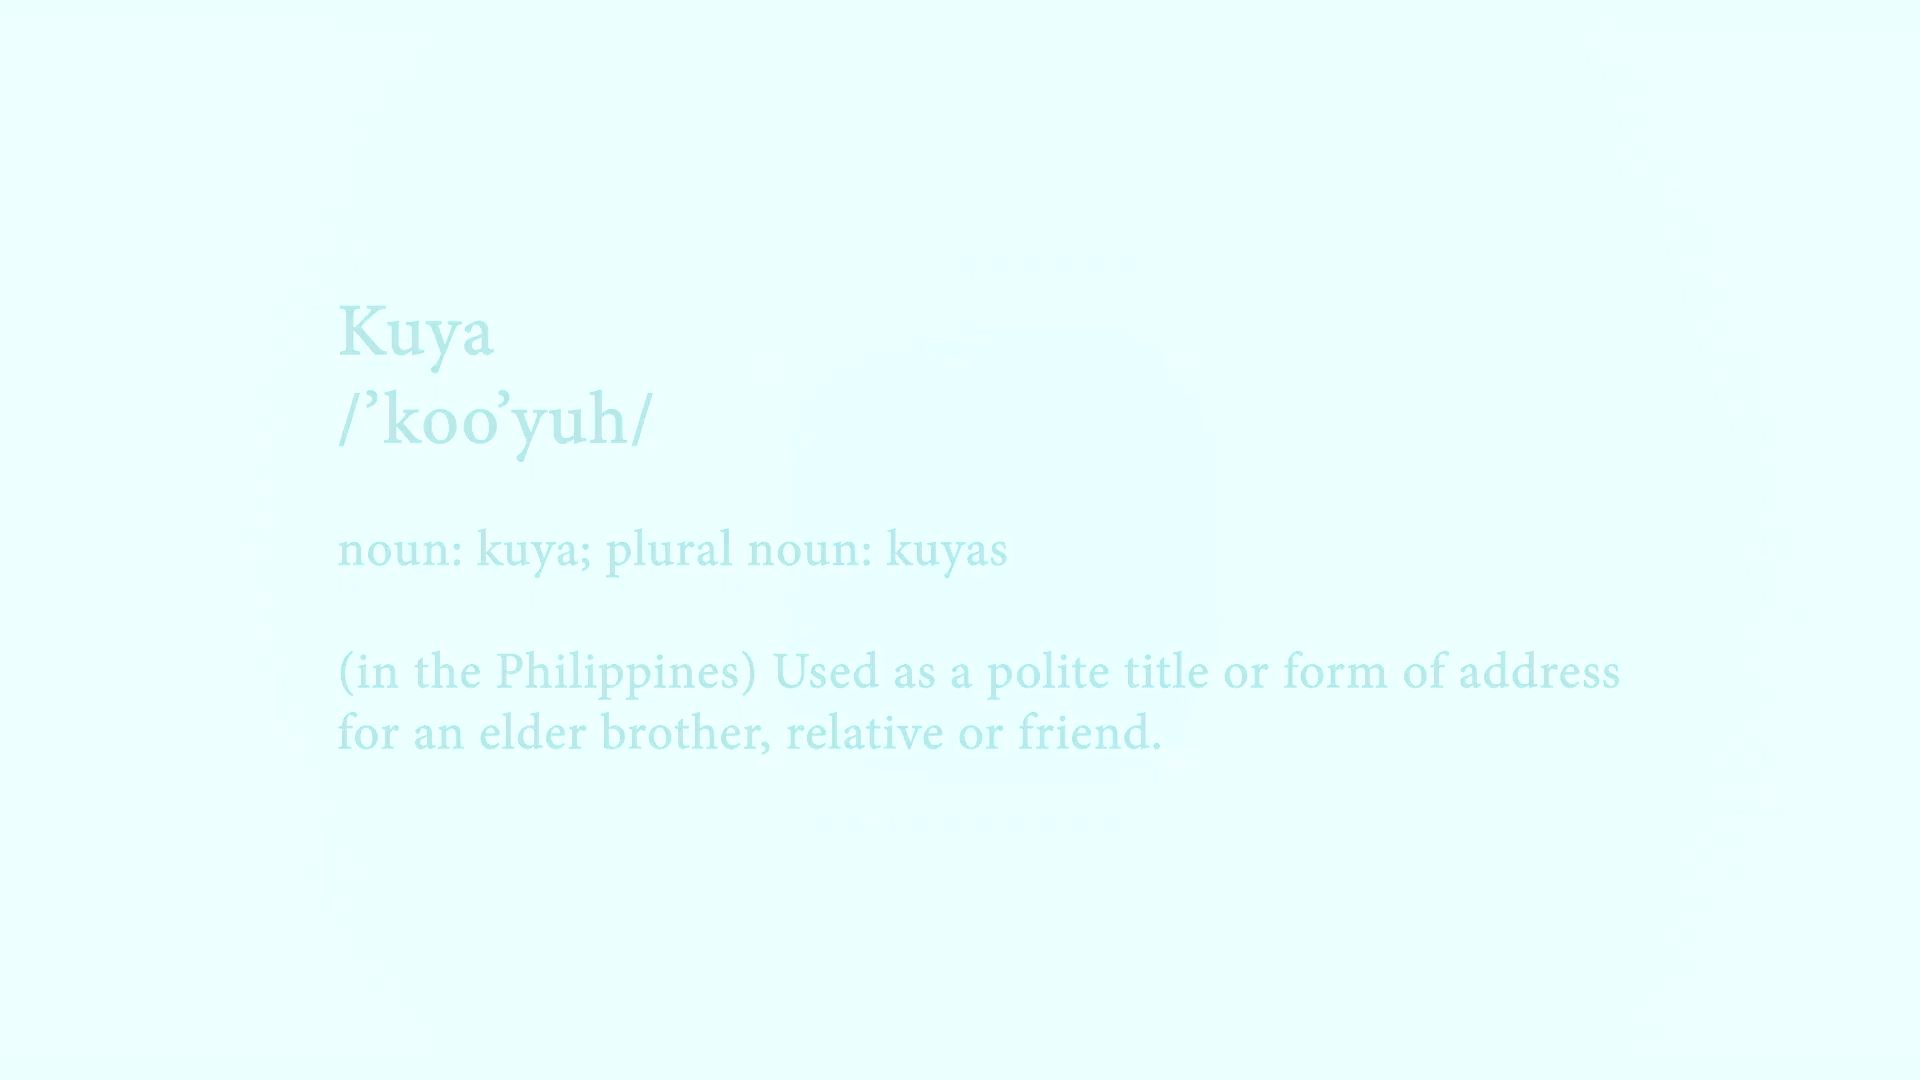 Kuya
/’koo’yuh/
noun: kuya; plural noun: kuyas
(in the Philippines) Used as a polite title or form of address
for an elder brother, relative or friend.